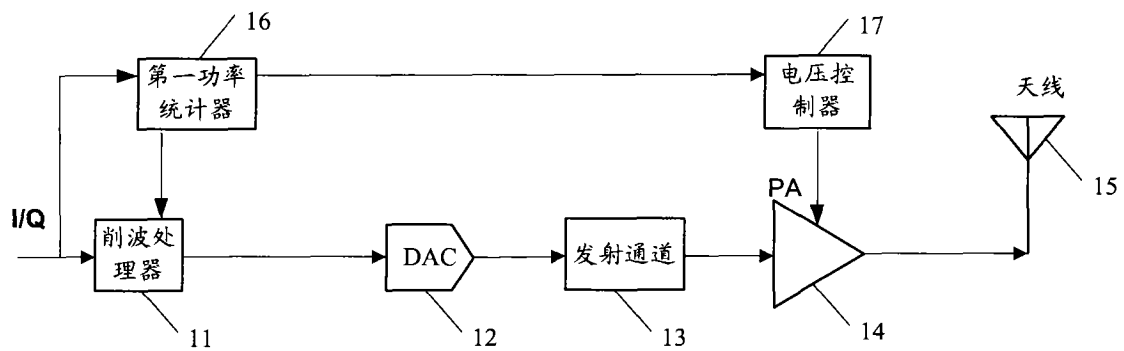 16
17
第一功率
统计器
电压控
制器
天线
15
PA
I/Q
削波处
理器
DAC
发射通道
11
12
13
14